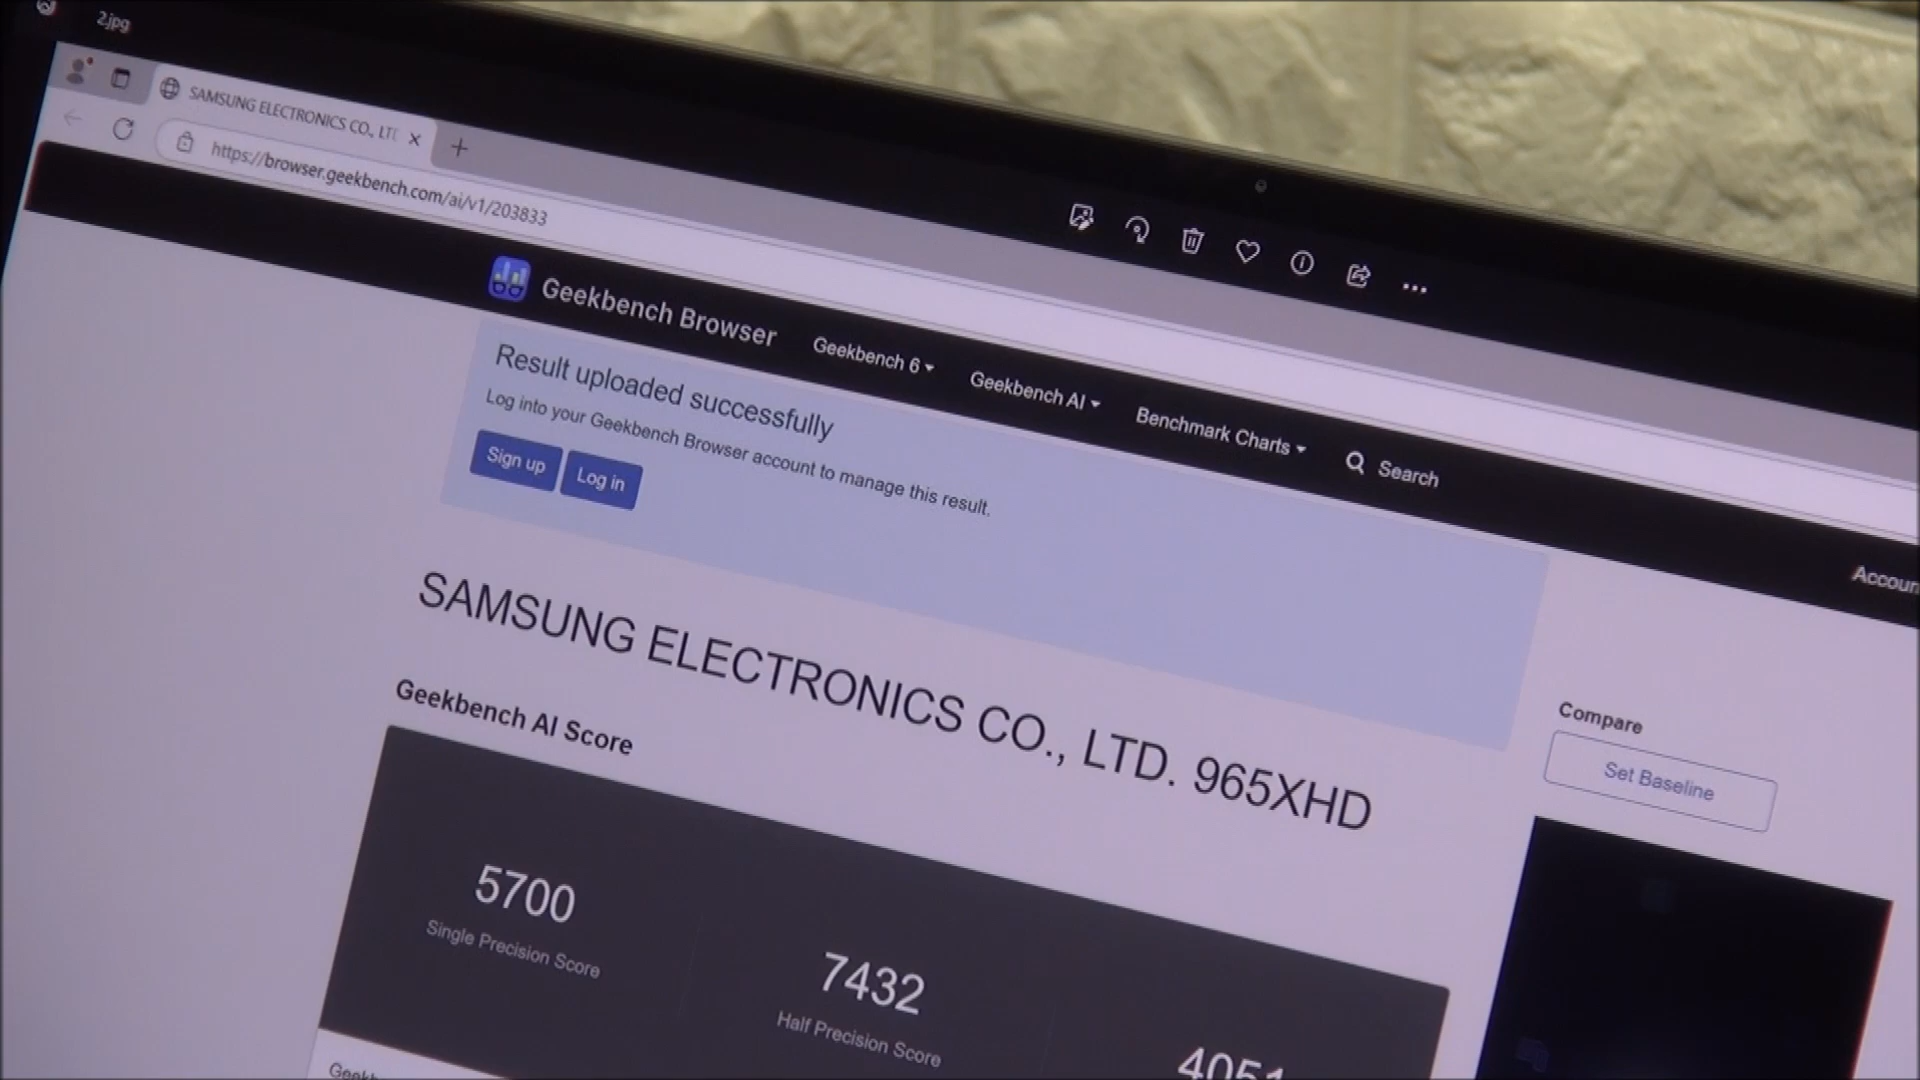 2.jpg
SAMSUNG ELECTRONICS CO., LT
https://browser.geekbench.com/ai/v1/203833
Geekbench Browser
Geekbench 6
Geekbench AI
Benchmark Charts
Search
Accoun
Result uploaded successfully
Log into your Geekbench Browser account to manage this result.
Sign up
Log in
SAMSUNG ELECTRONICS CO., LTD. 965XHD
Compare
Set Baseline
Geekbench AI Score
5700
Single Precision Score
7432
Half Precision Score
4051